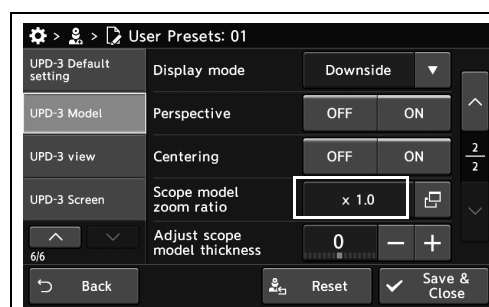 > > User Presets: 01
UPD-3 Default
setting
UPD-3 Model
UPD-3 view
UPD-3 Screen
6/6
Display mode
Downside
Perspective
OFF
ON
Centering
OFF
ON
Scope model
zoom ratio
x 1.0
Adjust scope
model thickness
0
− +
2
2
Back
Reset
Save &
Close